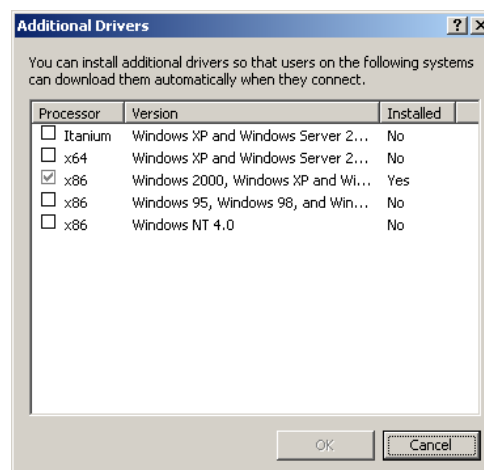 Additional Drivers
You can install additional drivers so that users on the following systems
can download them automatically when they connect.
Processor Version Installed
Itanium Windows XP and Windows Server 2... No
x64 Windows XP and Windows Server 2... No
x86 Windows 2000, Windows XP and Wi... Yes
x86 Windows 95, Windows 98, and Win... No
x86 Windows NT 4.0 No
OK Cancel